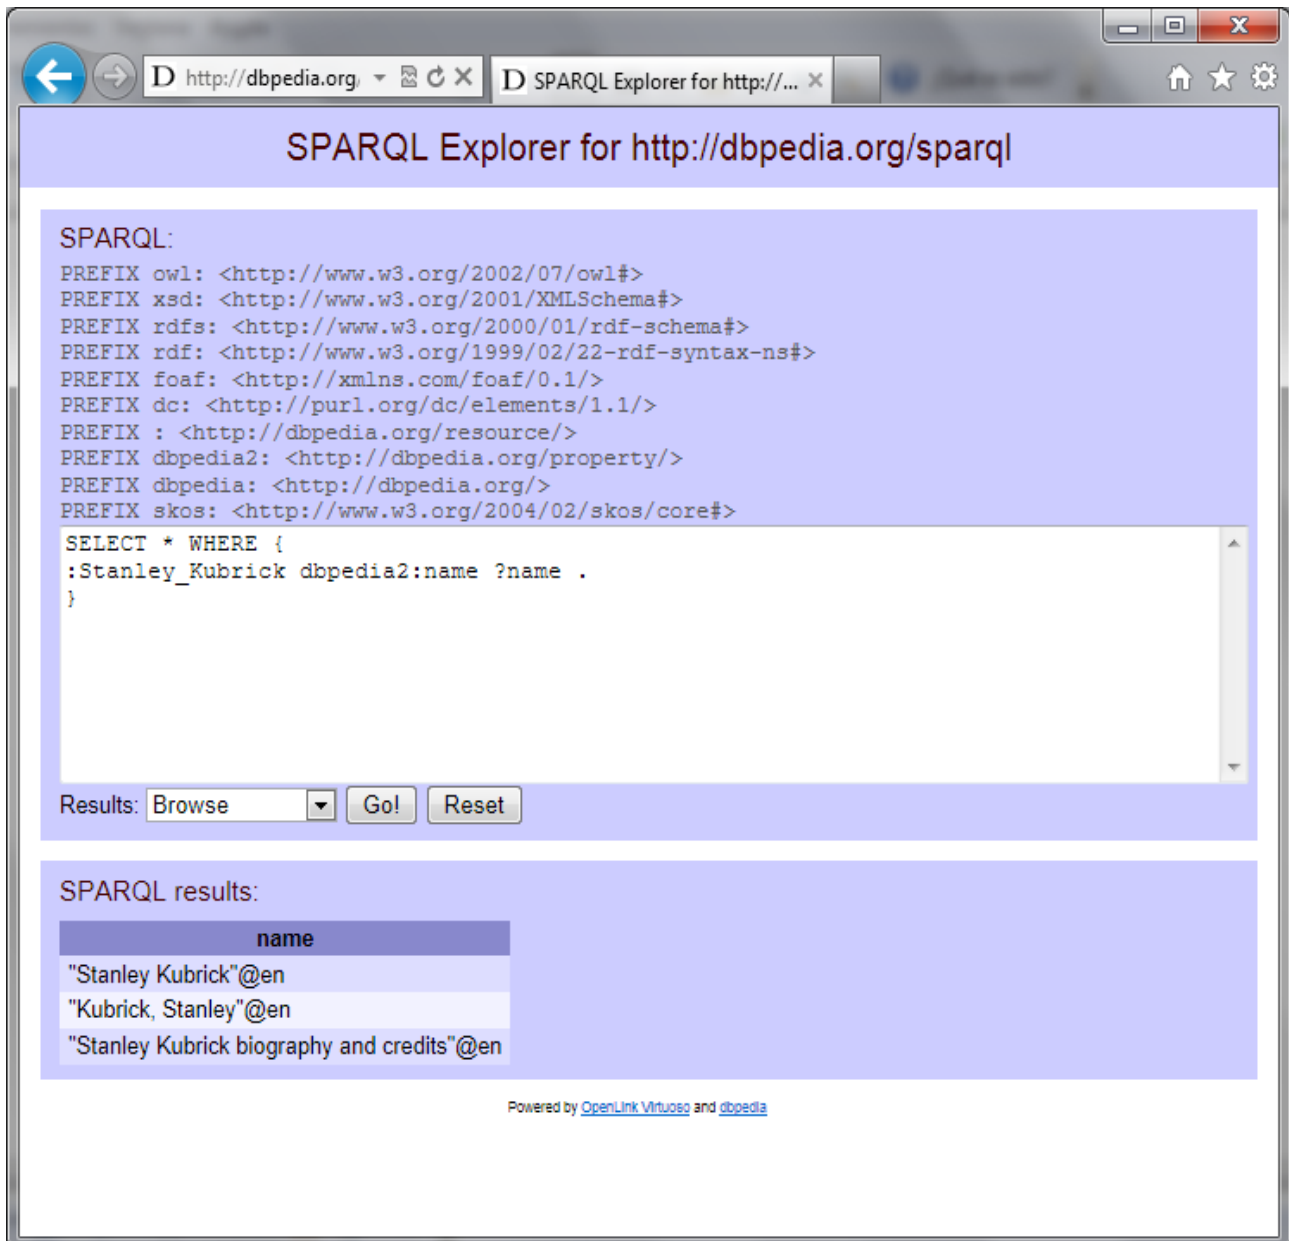 D http://dbpedia.org,
D SPARQL Explorer for http://... ×
SPARQL Explorer for http://dbpedia.org/sparql
SPARQL:
PREFIX owl: <http://www.w3.org/2002/07/owl#>
PREFIX xsd: <http://www.w3.org/2001/XMLSchema#>
PREFIX rdfs: <http://www.w3.org/2000/01/rdf-schema#>
PREFIX rdf: <http://www.w3.org/1999/02/22-rdf-syntax-ns#>
PREFIX foaf: <http://xmlns.com/foaf/0.1/>
PREFIX dc: <http://purl.org/dc/elements/1.1/>
PREFIX : <http://dbpedia.org/resource/>
PREFIX dbpedia2: <http://dbpedia.org/property/>
PREFIX dbpedia: <http://dbpedia.org/>
PREFIX skos: <http://www.w3.org/2004/02/skos/core#>
SELECT * WHERE {
:Stanley_Kubrick dbpedia2:name ?name .
}
Results: Browse Go! Reset
SPARQL results:
name
"Stanley Kubrick"@en
"Kubrick, Stanley"@en
"Stanley Kubrick biography and credits"@en
Powered by OpenLink Virtuoso and dbpedia